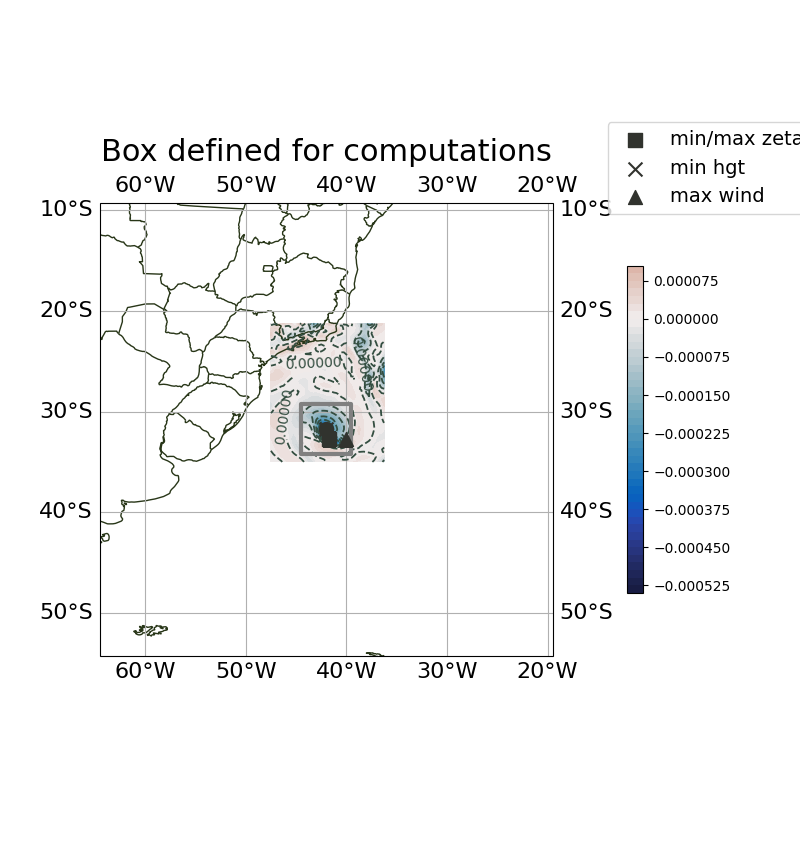 Box defined for computations
60°W 50°W 40°W 30°W 20°W
min/max zeta
min hgt
max wind
10°S 10°S
20°S 20°S
30°S 30°S
40°S 40°S
50°S 50°S
60°W 50°W 40°W 30°W 20°W
0.00000
0.00000
0.000075
0.000000
−0.000075
−0.000150
−0.000225
−0.000300
−0.000375
−0.000450
−0.000525